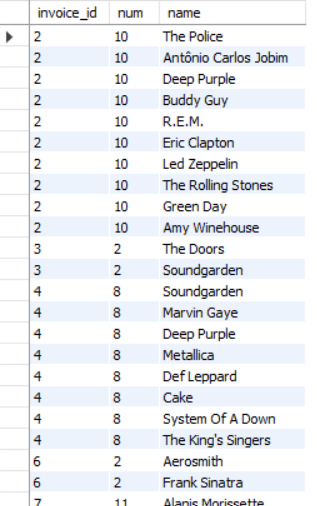 invoice_id num name
2 10 The Police
2 10 Antônio Carlos Jobim
2 10 Deep Purple
2 10 Buddy Guy
2 10 R.E.M.
2 10 Eric Clapton
2 10 Led Zeppelin
2 10 The Rolling Stones
2 10 Green Day
2 10 Amy Winehouse
3 2 The Doors
3 2 Soundgarden
4 8 Soundgarden
4 8 Marvin Gaye
4 8 Deep Purple
4 8 Metallica
4 8 Def Leppard
4 8 Cake
4 8 System Of A Down
4 8 The King's Singers
6 2 Aerosmith
6 2 Frank Sinatra
7 11 Alanis Morissette